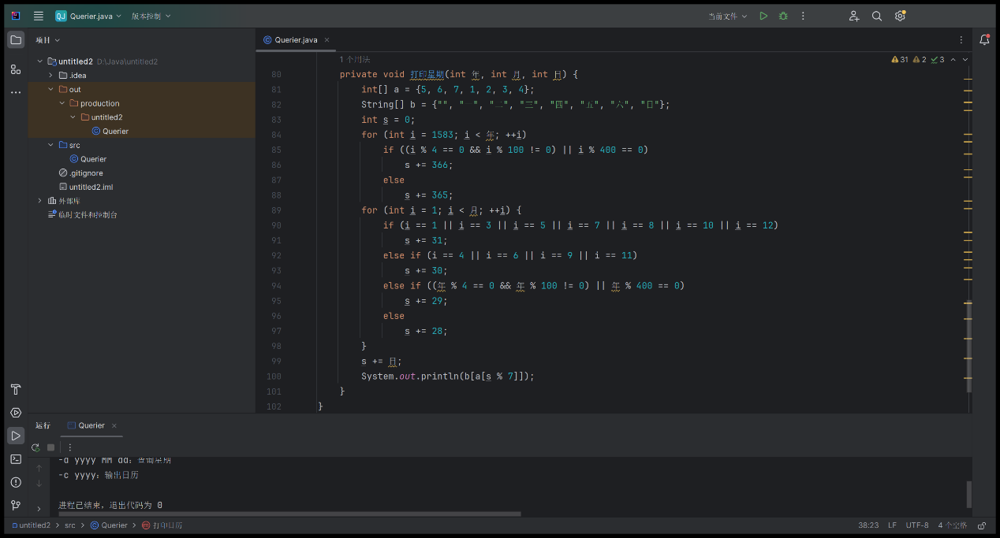 QJ Querier.java 版本控制 当前文件
项目
Querier.java
untitled2 D:\Java\untitled2
.idea
out
production
untitled2
Querier
src
Querier
.gitignore
untitled2.iml
外部库
临时文件和控制台
1 个用法
31 2 3
80 private void 打印星期(int 年, int 月, int 日) {
81 int[] a = {5, 6, 7, 1, 2, 3, 4};
82 String[] b = {"", "一", "二", "三", "四", "五", "六", "日"};
83 int s = 0;
84 for (int i = 1583; i < 年; ++i)
85 if ((i % 4 == 0 && i % 100 != 0) || i % 400 == 0)
86 s += 366;
87 else
88 s += 365;
89 for (int i = 1; i < 月; ++i) {
90 if (i == 1 || i == 3 || i == 5 || i == 7 || i == 8 || i == 10 || i == 12)
91 s += 31;
92 else if (i == 4 || i == 6 || i == 9 || i == 11)
93 s += 30;
94 else if ((年 % 4 == 0 && 年 % 100 != 0) || 年 % 400 == 0)
95 s += 29;
96 else
97 s += 28;
98 }
99 s += 日;
100 System.out.println(b[a[s % 7]]);
101 }
102 }
运行 Querier
-d yyyy MM dd：查询星期
-c yyyy：输出日历
进程已结束，退出代码为 0
untitled2 > src > Querier > 打印日历 38:23 LF UTF-8 4 个空格